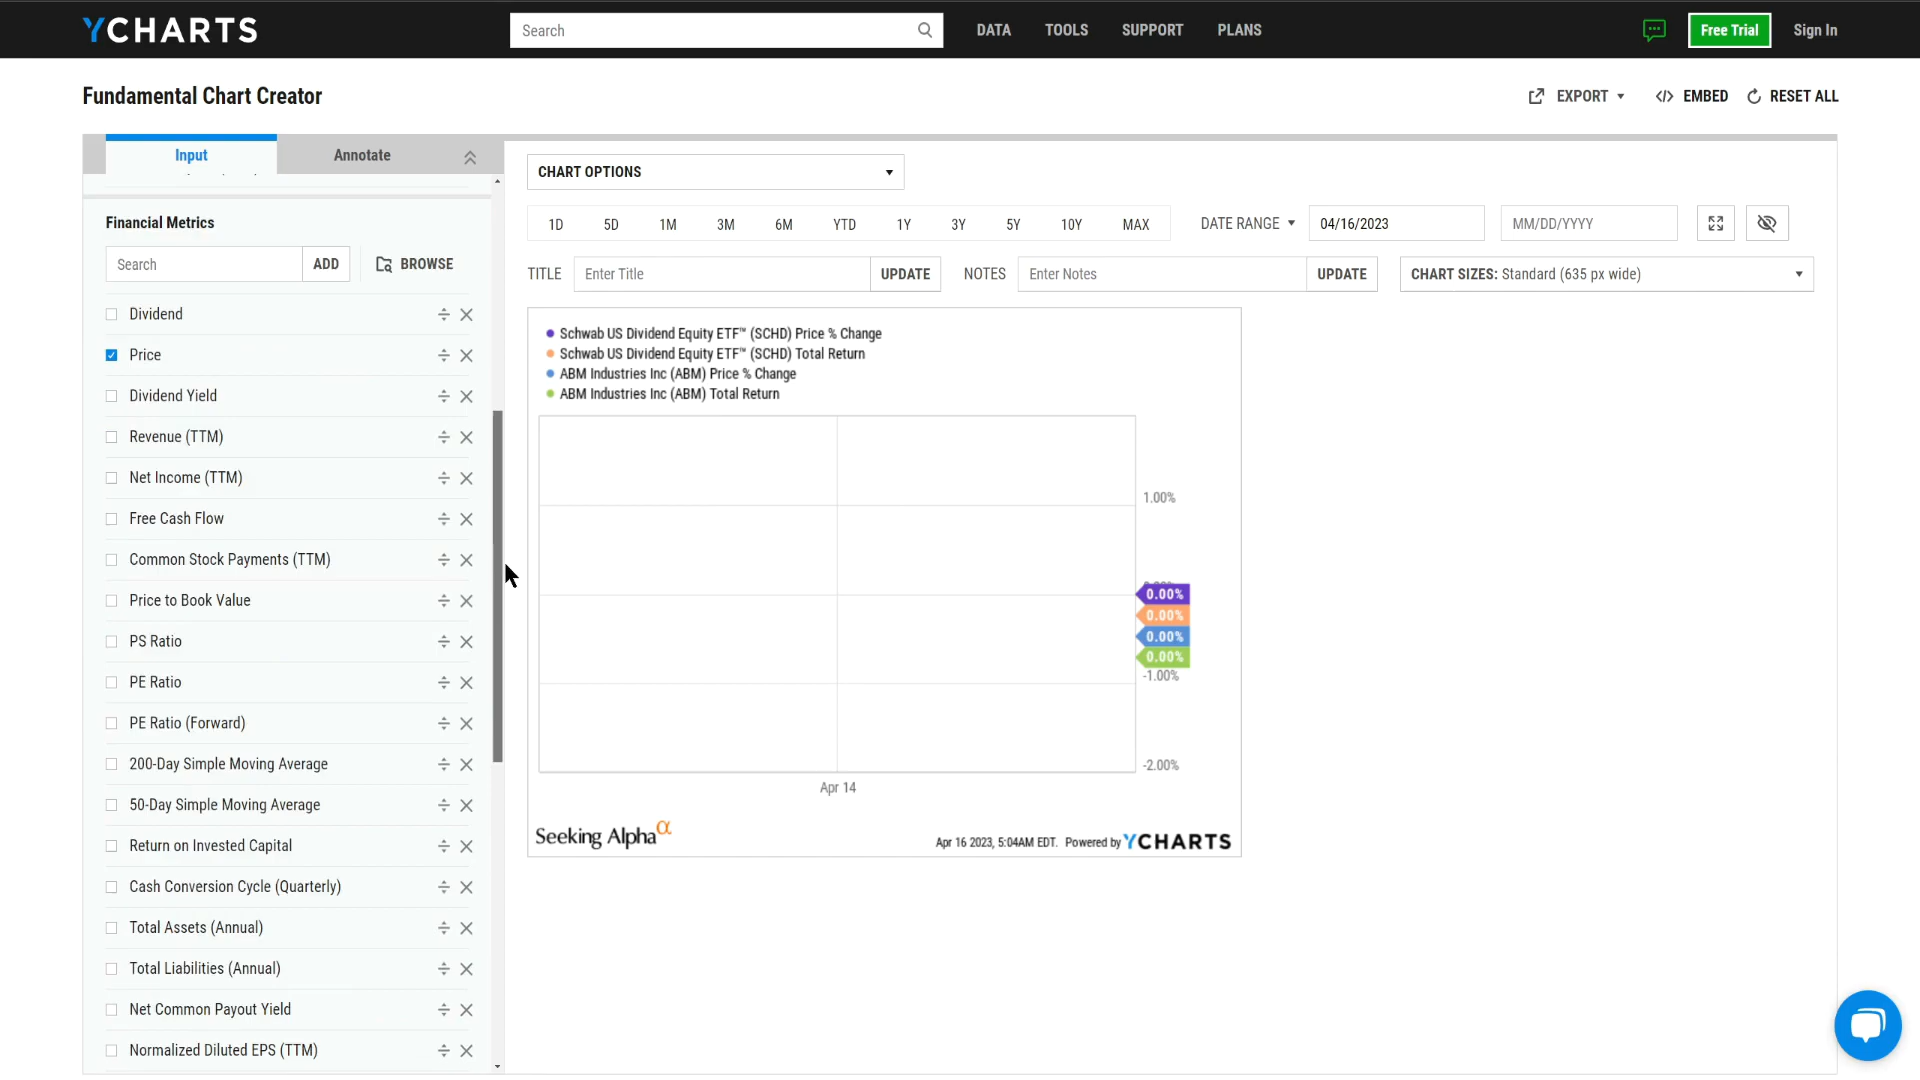 YCHARTS
Search
DATA TOOLS SUPPORT PLANS
Free Trial Sign In
Fundamental Chart Creator
EXPORT EMBED RESET ALL
Input Annotate
Financial Metrics
Search ADD BROWSE
Dividend
Price
Dividend Yield
Revenue (TTM)
Net Income (TTM)
Free Cash Flow
Common Stock Payments (TTM)
Price to Book Value
PS Ratio
PE Ratio
PE Ratio (Forward)
200-Day Simple Moving Average
50-Day Simple Moving Average
Return on Invested Capital
Cash Conversion Cycle (Quarterly)
Total Assets (Annual)
Total Liabilities (Annual)
Net Common Payout Yield
Normalized Diluted EPS (TTM)
CHART OPTIONS
1D 5D 1M 3M 6M YTD 1Y 3Y 5Y 10Y MAX DATE RANGE 04/16/2023 MM/DD/YYYY
TITLE Enter Title UPDATE NOTES Enter Notes UPDATE CHART SIZES: Standard (635 px wide)
Schwab US Dividend Equity ETF™ (SCHD) Price % Change
Schwab US Dividend Equity ETF™ (SCHD) Total Return
ABM Industries Inc (ABM) Price % Change
ABM Industries Inc (ABM) Total Return
1.00%
0.00%
0.00%
0.00%
0.00%
-1.00%
-2.00%
Apr 14
Seeking Alphaα
Apr 16 2023, 5:04AM EDT. Powered by YCHARTS